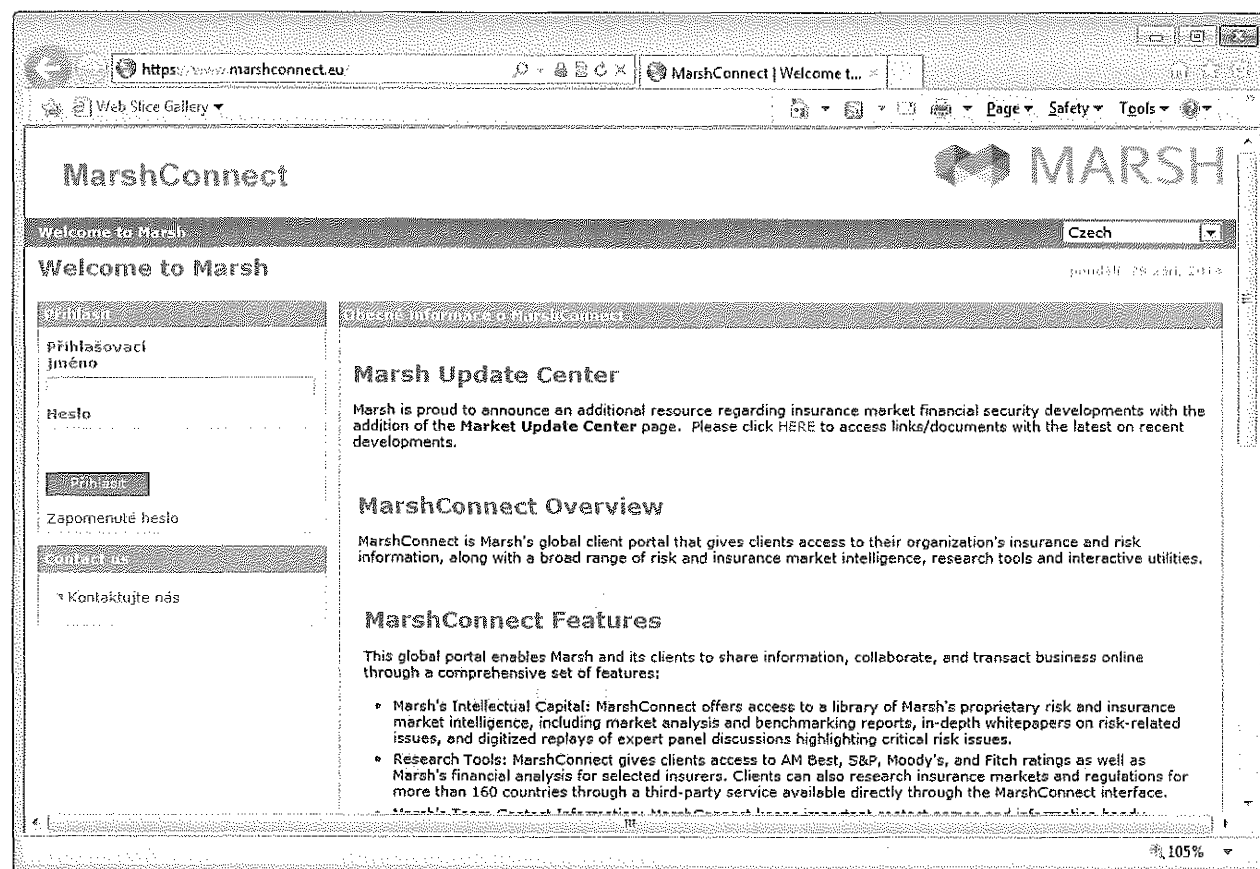 https://www.marshconnect.eu/
MarshConnect | Welcome t...
Web Slice Gallery
Page Safety Tools
MarshConnect
MARSH
Welcome to Marsh
Czech
Welcome to Marsh
pondělí 29 září,
Přihlásit
Obecné informace o MarshConnect
Přihlašovací
jméno
Heslo
Přihlásit
Zapomenuté heslo
Contact us
Kontaktujte nás
Marsh Update Center
Marsh is proud to announce an additional resource regarding insurance market financial security developments with the
addition of the Market Update Center page. Please click HERE to access links/documents with the latest on recent
developments.
MarshConnect Overview
MarshConnect is Marsh's global client portal that gives clients access to their organization's insurance and risk
information, along with a broad range of risk and insurance market intelligence, research tools and interactive utilities.
MarshConnect Features
This global portal enables Marsh and its clients to share information, collaborate, and transact business online
through a comprehensive set of features:
• Marsh's Intellectual Capital: MarshConnect offers access to a library of Marsh's proprietary risk and insurance
market intelligence, including market analysis and benchmarking reports, in-depth whitepapers on risk-related
issues, and digitized replays of expert panel discussions highlighting critical risk issues.
• Research Tools: MarshConnect gives clients access to AM Best, S&P, Moody's, and Fitch ratings as well as
Marsh's financial analysis for selected insurers. Clients can also research insurance markets and regulations for
more than 160 countries through a third-party service available directly through the MarshConnect interface.
105%